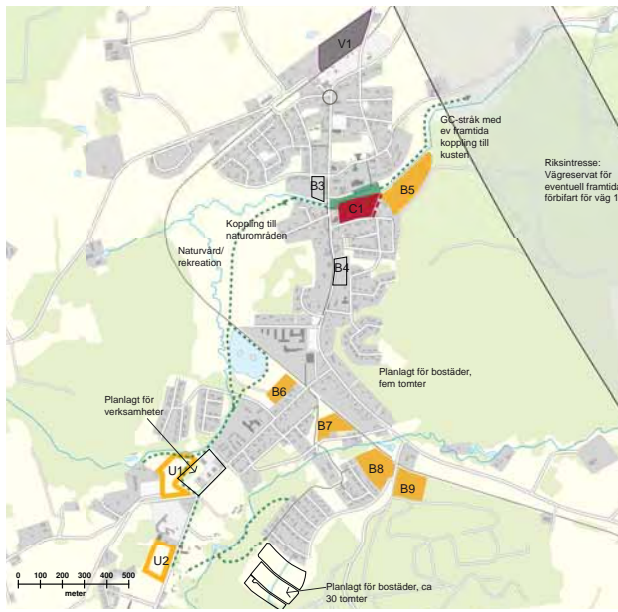 V1
GC-stråk med
ev framtida
koppling till
kusten
Riksintresse:
Vägreservat för
eventuell framtida
förbifart för väg 1
B3
B5
C1
Koppling till
naturområden
Naturvård/
rekreation
B4
Planlagt för bostäder,
fem tomter
B6
Planlagt för
verksamheter
B7
U1
B8
B9
U2
0 100 200 300 400 500
meter
Planlagt för bostäder, ca
30 tomter